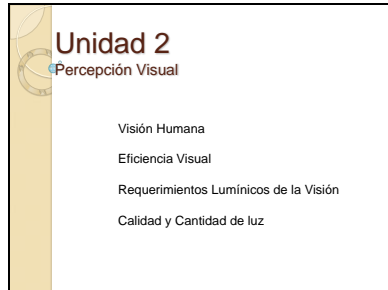 Unidad 2
Percepción Visual
Visión Humana
Eficiencia Visual
Requerimientos Lumínicos de la Visión
Calidad y Cantidad de luz